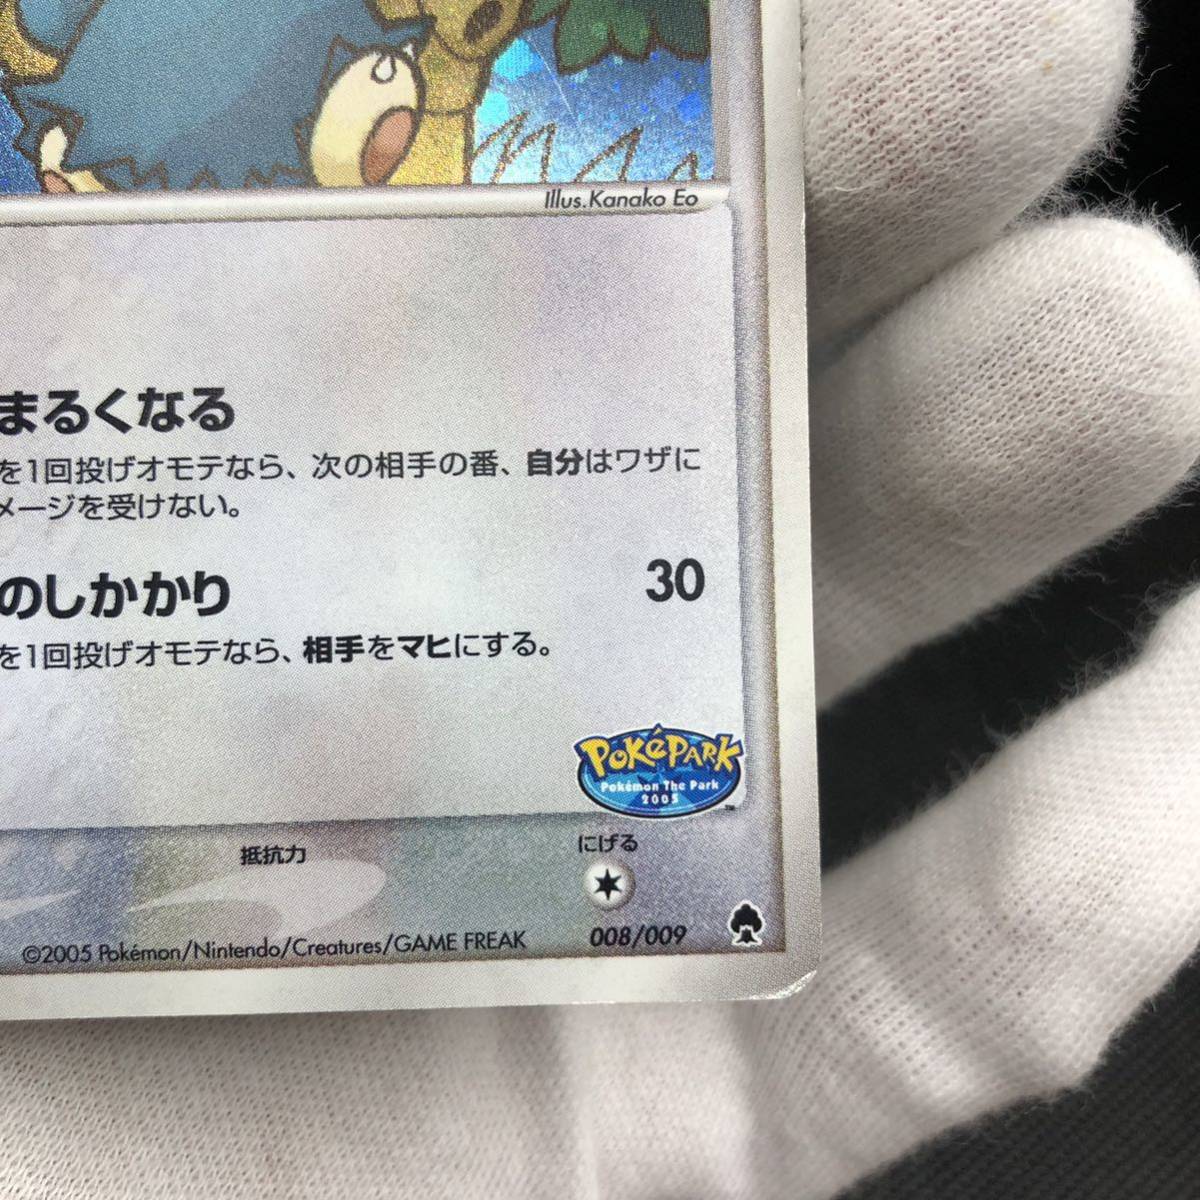 Illus.Kanako Eo
まるくなる
を1回投げオモテなら、次の相手の番、自分はワザに
メージを受けない。
のしかかり 30
を1回投げオモテなら、相手をマヒにする。
POKéPARK
Pokémon The Park
2005
TM
抵抗力 にげる
©2005 Pokémon/Nintendo/Creatures/GAME FREAK 008/009